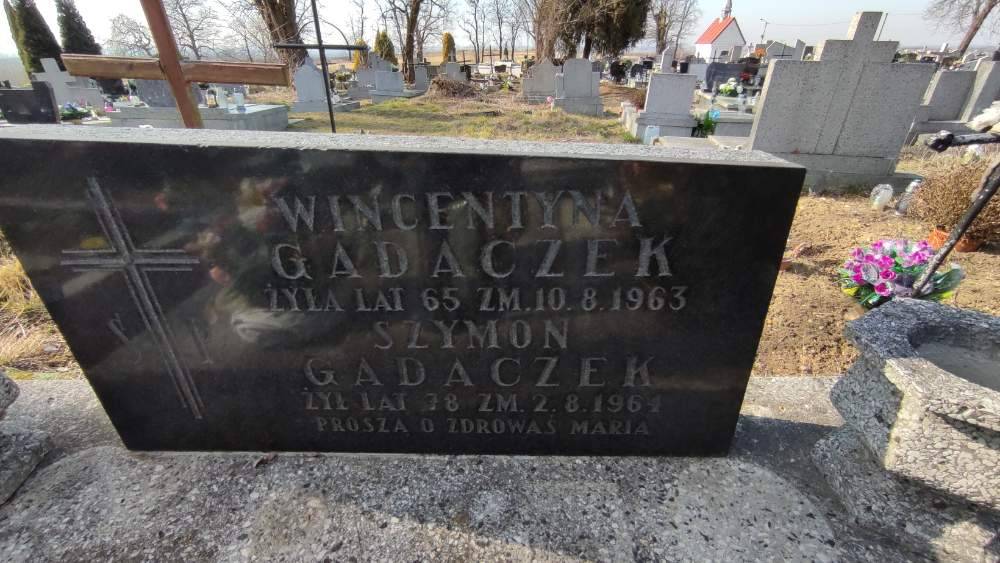 Ś P
WINCENTYNA
GADACZEK
ŻYŁA LAT 65 ZM. 10.8.1963
SZYMON
GADACZEK
ŻYŁ LAT 78 ZM. 2.8.1964
PROSZĄ O ZDROWAŚ MARIA